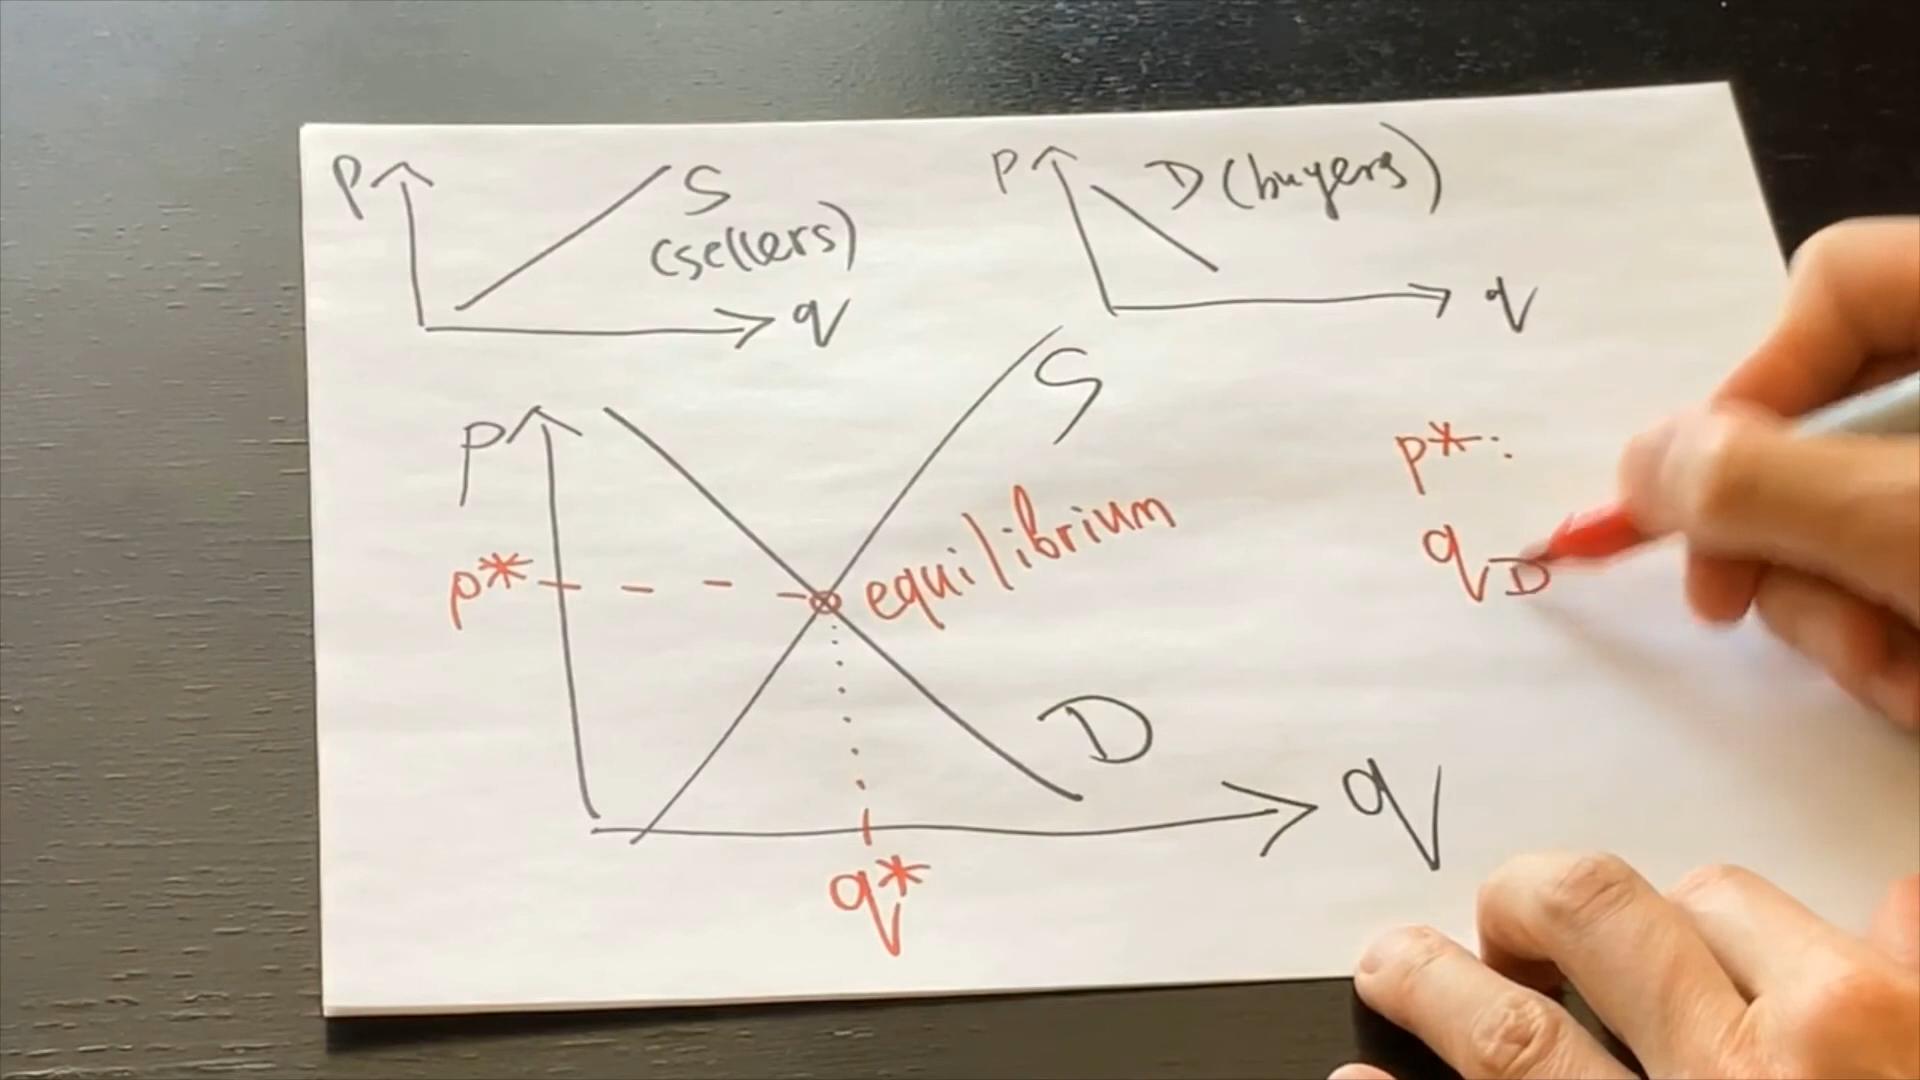 P
S
(sellers)
q
P
D (buyers)
q
P
S
p*
equilibrium
D
q
q*
p*:
qD